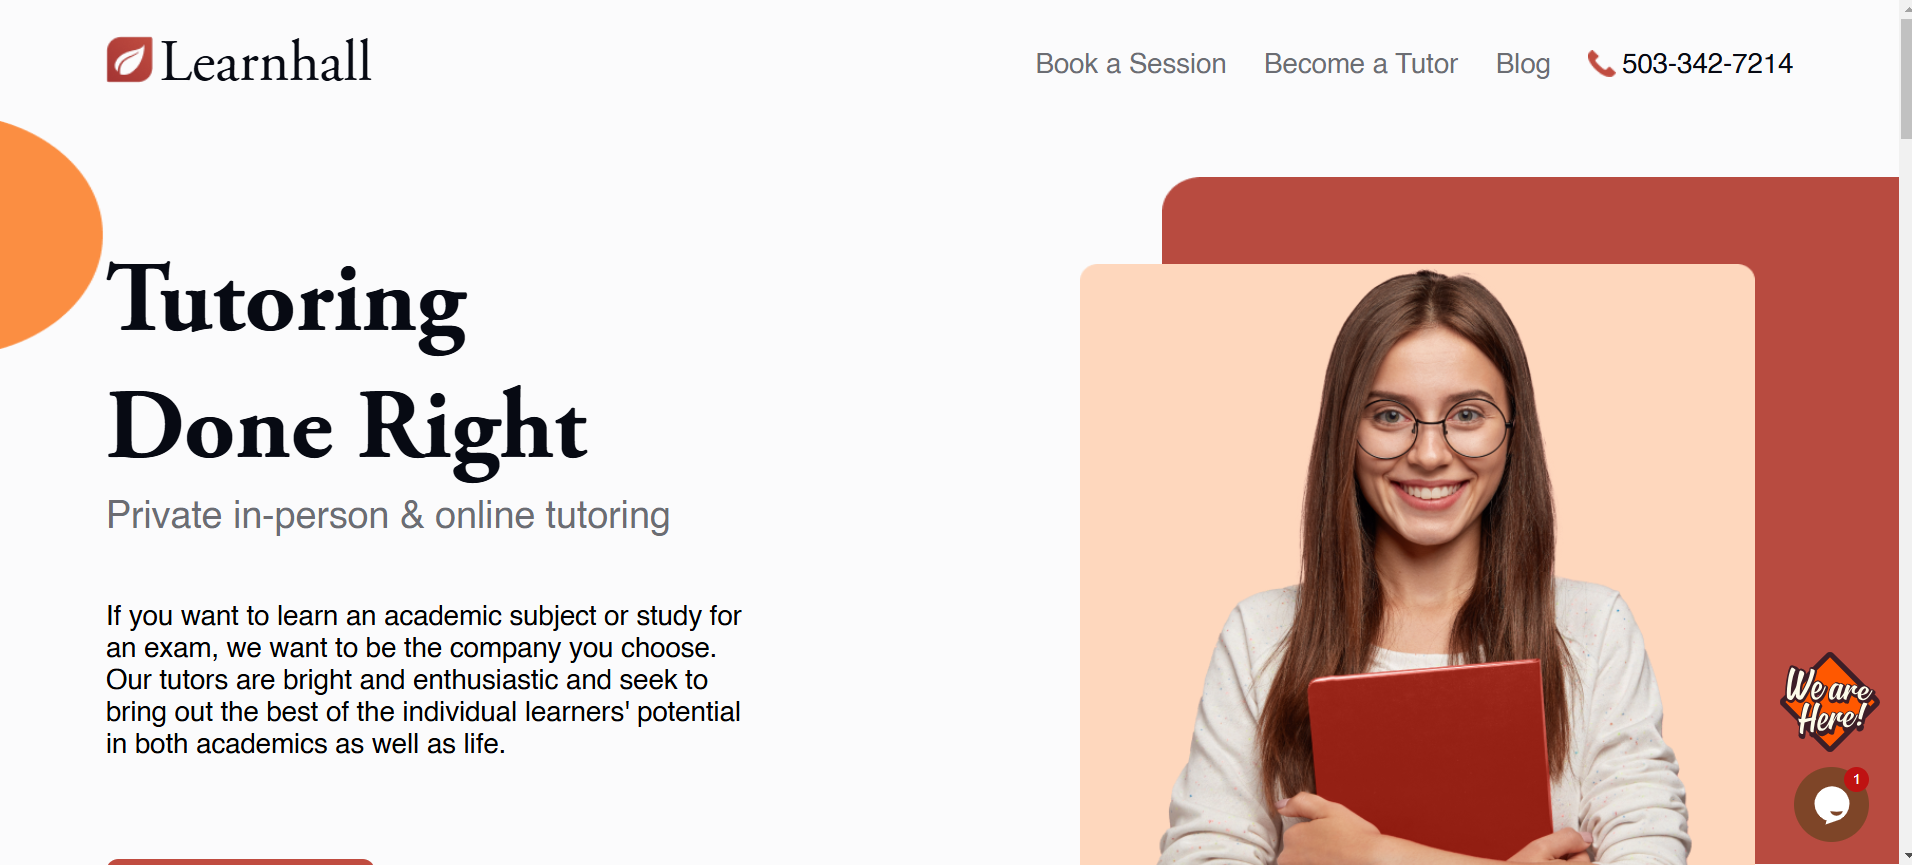 Learnhall
Book a Session
Become a Tutor
Blog
503-342-7214
Tutoring
Done Right
Private in-person & online tutoring
If you want to learn an academic subject or study for
an exam, we want to be the company you choose.
Our tutors are bright and enthusiastic and seek to
bring out the best of the individual learners' potential
in both academics as well as life.
We are
Here!
1